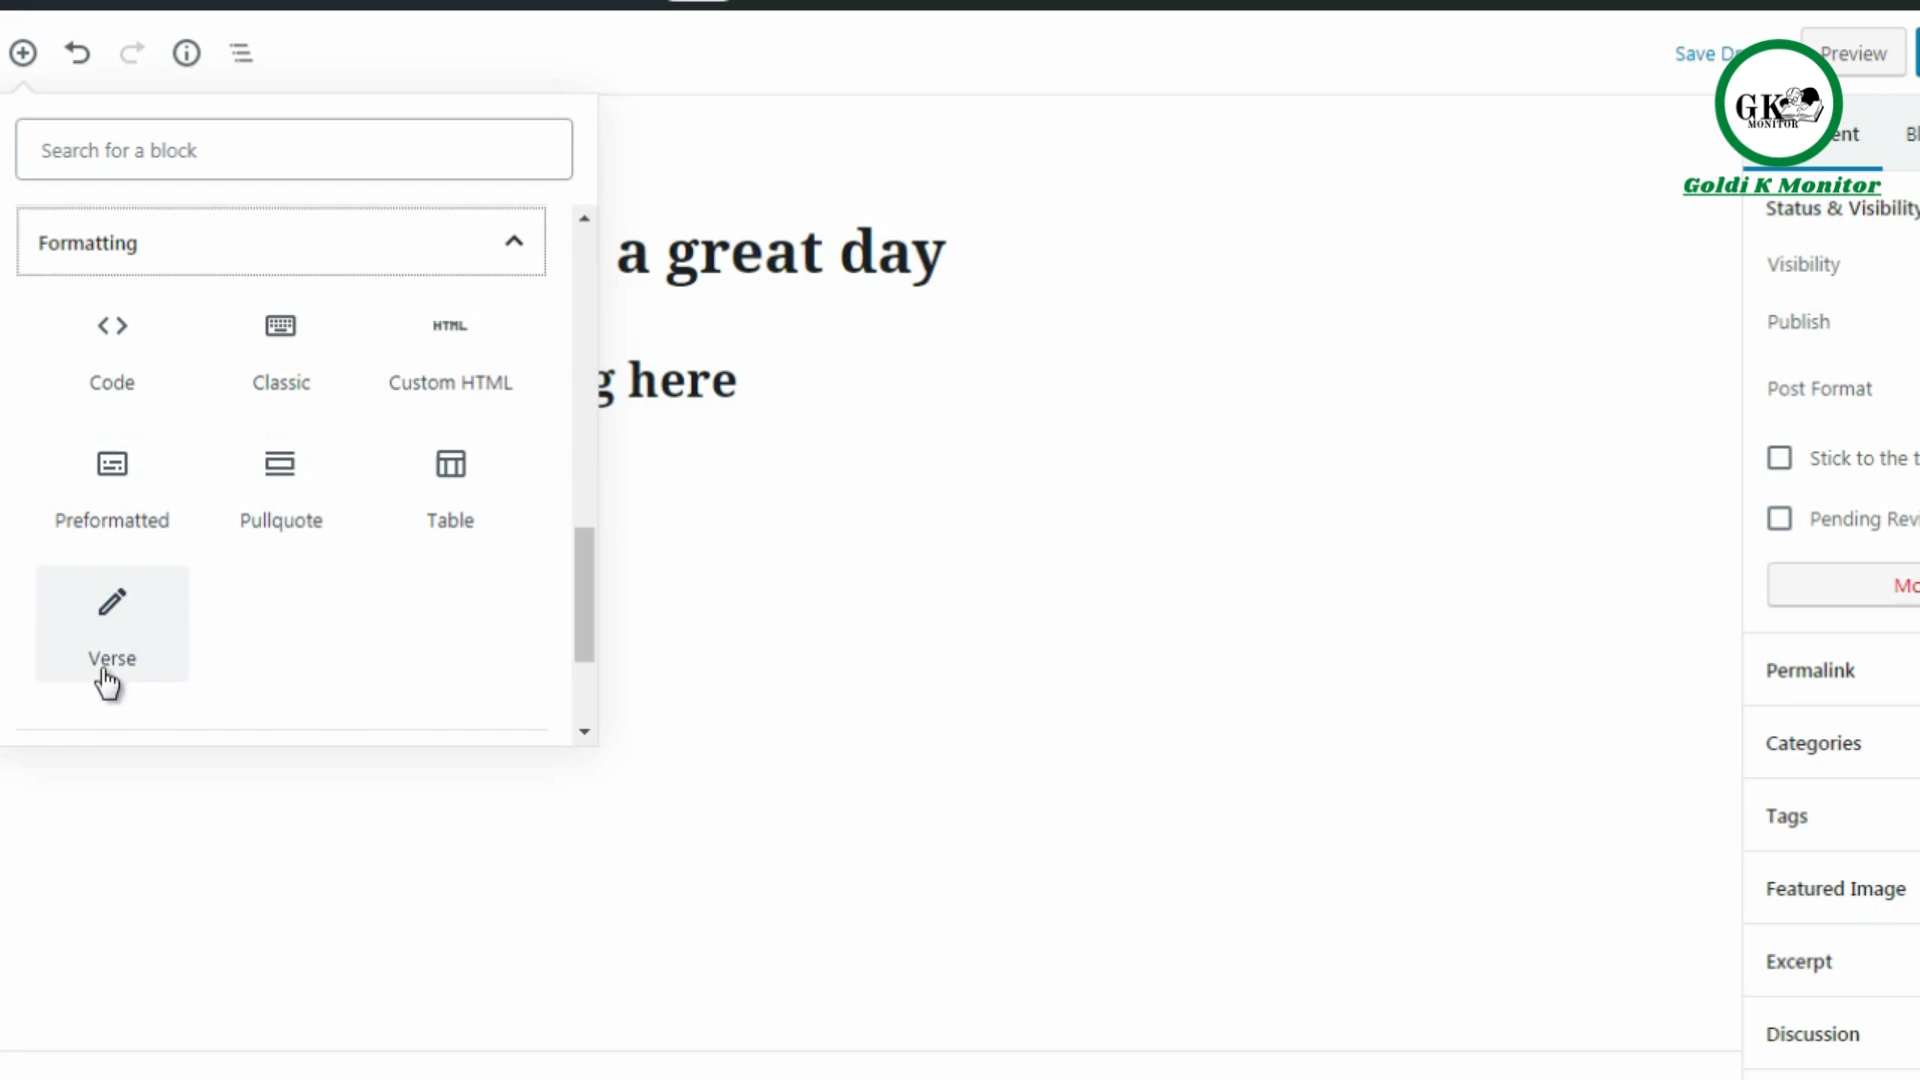 Save
Preview
GK
MONITOR
Goldi K Monitor
Search for a block
Formatting
a great day
here
Code
Classic
HTML
Custom HTML
Preformatted
Pullquote
Table
Verse
Status & Visibility
Visibility
Publish
Post Format
Stick to the
Pending
Permalink
Categories
Tags
Featured Image
Excerpt
Discussion